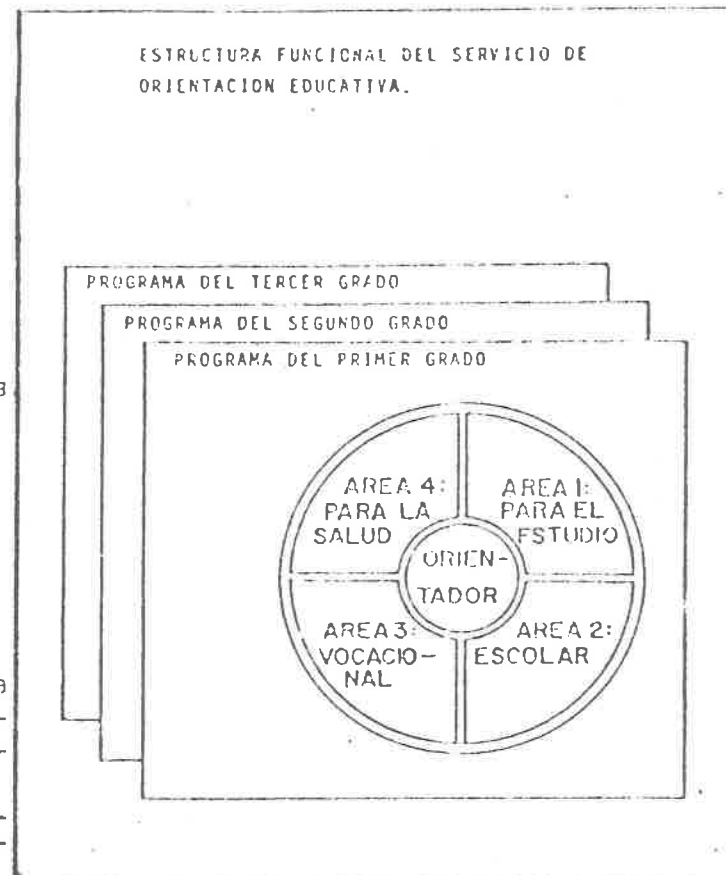 ESTRUCTURA FUNCIONAL DEL SERVICIO DE
ORIENTACION EDUCATIVA.
PROGRAMA DEL TERCER GRADO
PROGRAMA DEL SEGUNDO GRADO
PROGRAMA DEL PRIMER GRADO
AREA 4:
PARA LA
SALUD
AREA 1:
PARA EL
ESTUDIO
ORIEN-
TADOR
AREA 3:
VOCACIO-
NAL
AREA 2:
ESCOLAR